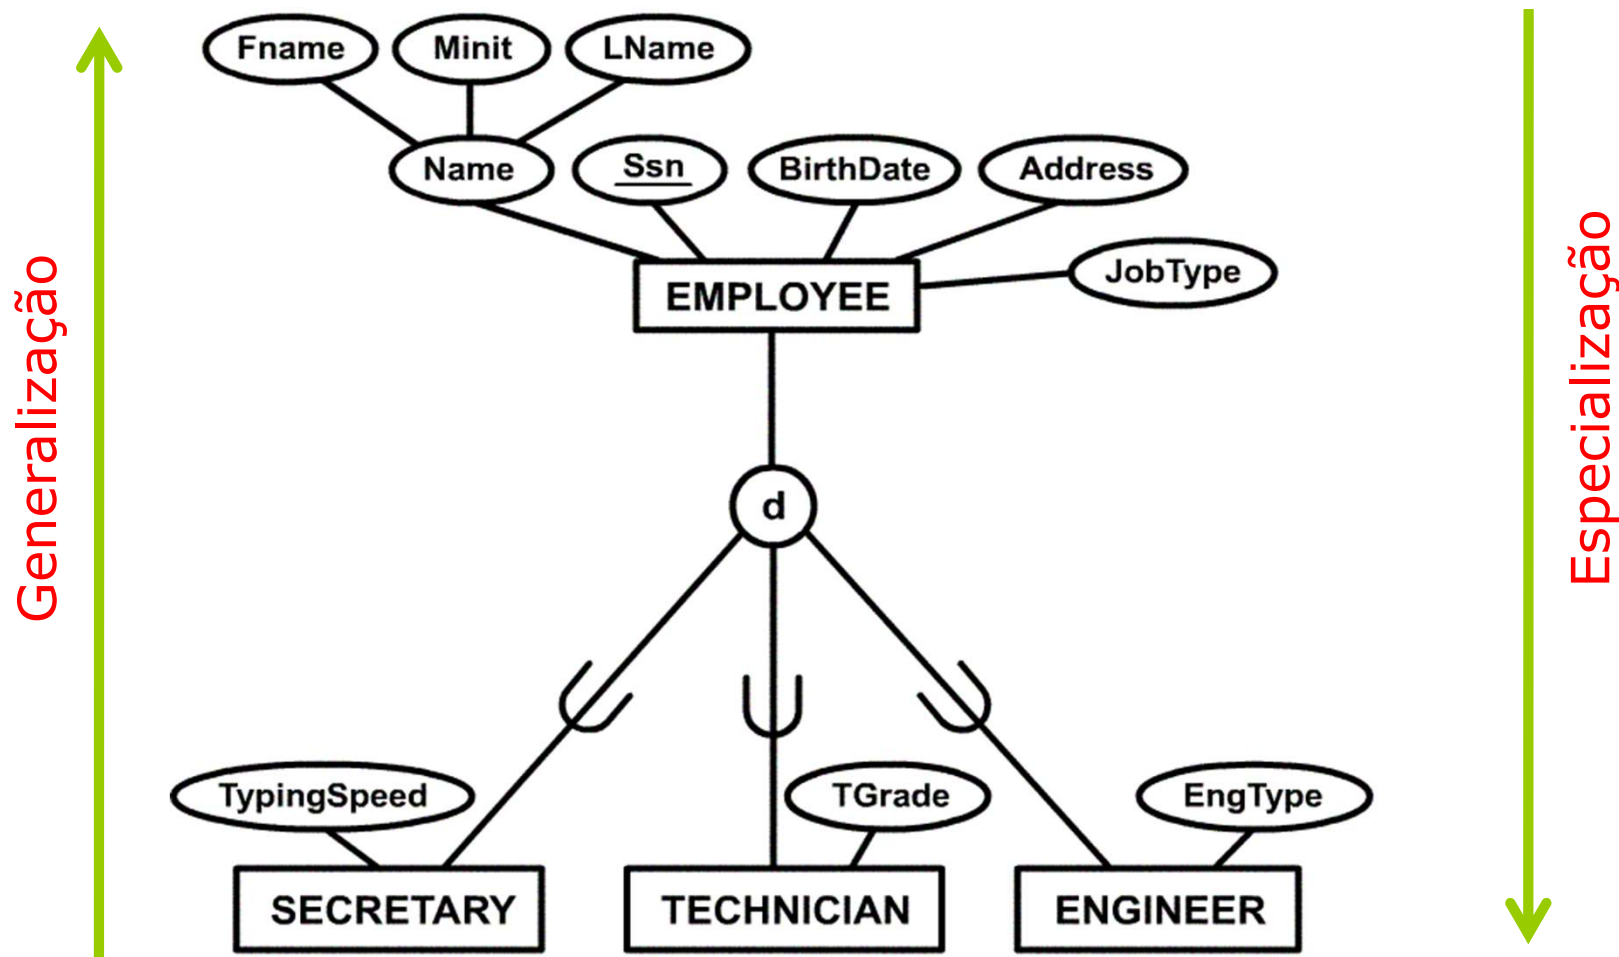 Fname
Minit
LName
Name
Ssn
BirthDate
Address
JobType
EMPLOYEE
Generalização
Especialização
d
TypingSpeed
TGrade
EngType
SECRETARY
TECHNICIAN
ENGINEER